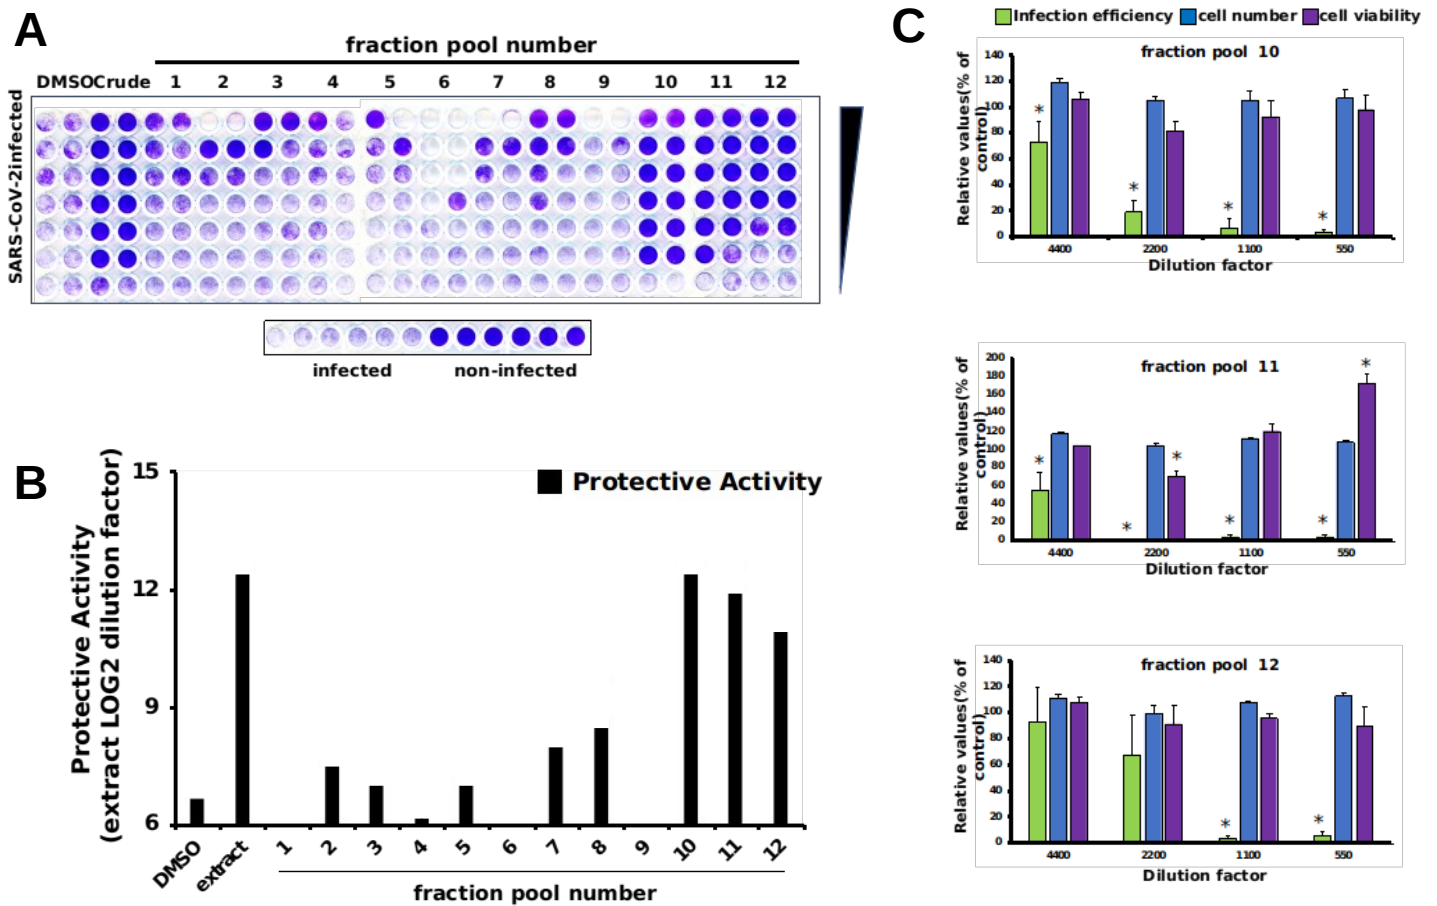 A
fraction pool number
DMSOCrude 1 2 3 4 5 6 7 8 9 10 11 12
SARS-CoV-2infected
infected non-infected
B
Protective Activity
Protective Activity
(extract LOG2 dilution factor)
15
12
9
6
DMSO extract 1 2 3 4 5 6 7 8 9 10 11 12
fraction pool number
C
Infection efficiency cell number cell viability
fraction pool 10
Relative values(% of
control)
140
120
100
80
60
40
20
0
*
*
*
*
4400 2200 1100 550
Dilution factor
fraction pool 11
Relative values(% of
control)
200
180
160
140
120
100
80
60
40
20
0
*
*
*
*
*
*
4400 2200 1100 550
Dilution factor
fraction pool 12
Relative values(% of
control)
140
120
100
80
60
40
20
0
*
*
4400 2200 1100 550
Dilution factor